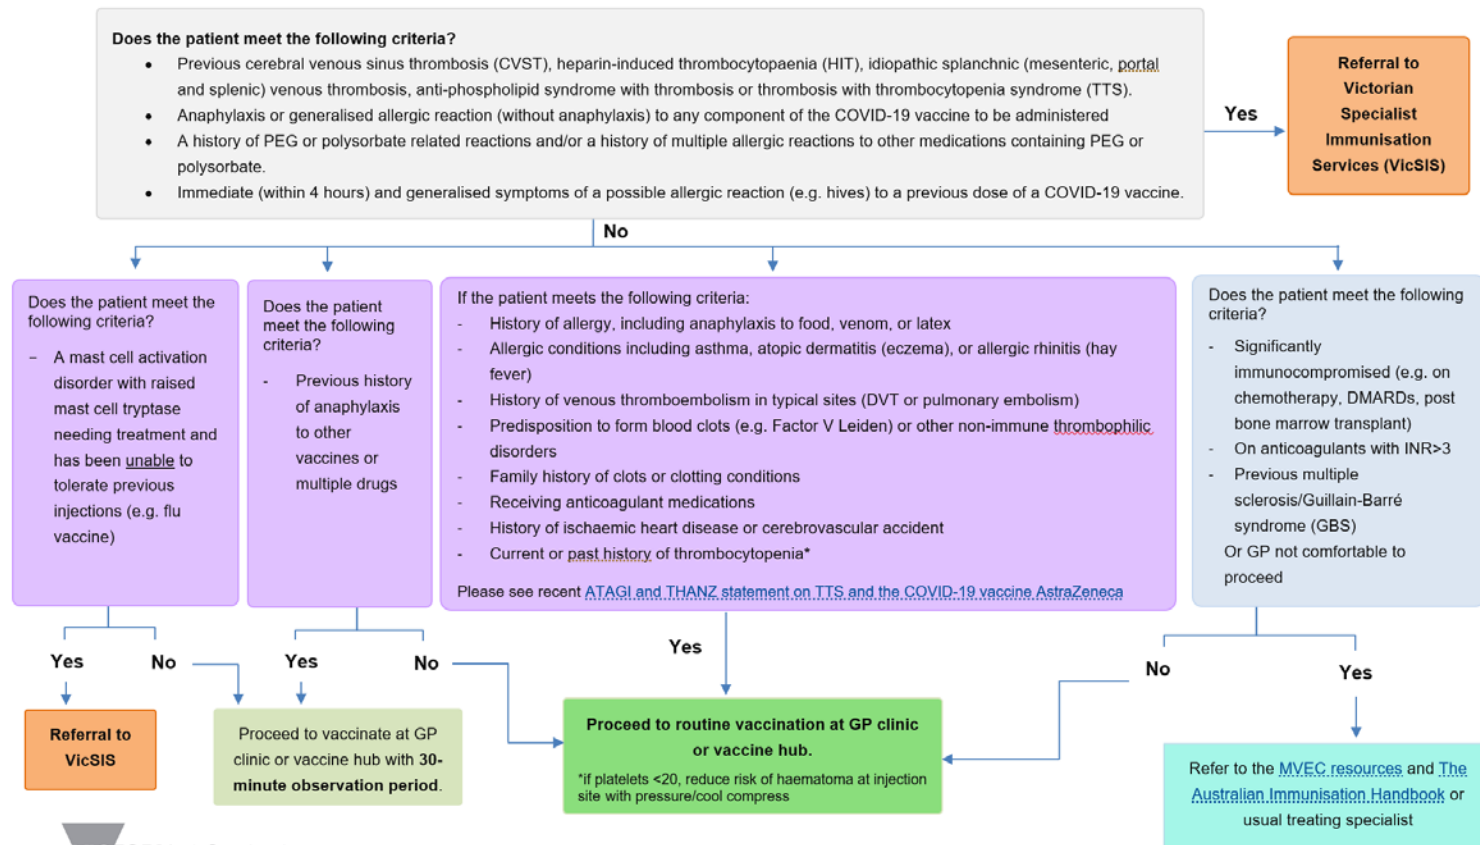 Does the patient meet the following criteria?
• Previous cerebral venous sinus thrombosis (CVST), heparin-induced thrombocytopaenia (HIT), idiopathic splanchnic (mesenteric, portal
and splenic) venous thrombosis, anti-phospholipid syndrome with thrombosis or thrombosis with thrombocytopenia syndrome (TTS).
• Anaphylaxis or generalised allergic reaction (without anaphylaxis) to any component of the COVID-19 vaccine to be administered
• A history of PEG or polysorbate related reactions and/or a history of multiple allergic reactions to other medications containing PEG or
polysorbate.
• Immediate (within 4 hours) and generalised symptoms of a possible allergic reaction (e.g. hives) to a previous dose of a COVID-19 vaccine.
Yes
Referral to
Victorian
Specialist
Immunisation
Services (VicSIS)
No
Does the patient meet the
following criteria?
– A mast cell activation
disorder with raised
mast cell tryptase
needing treatment and
has been unable to
tolerate previous
injections (e.g. flu
vaccine)
Does the patient
meet the following
criteria?
- Previous history
of anaphylaxis
to other
vaccines or
multiple drugs
If the patient meets the following criteria:
- History of allergy, including anaphylaxis to food, venom, or latex
- Allergic conditions including asthma, atopic dermatitis (eczema), or allergic rhinitis (hay
fever)
- History of venous thromboembolism in typical sites (DVT or pulmonary embolism)
- Predisposition to form blood clots (e.g. Factor V Leiden) or other non-immune thrombophilic
disorders
- Family history of clots or clotting conditions
- Receiving anticoagulant medications
- History of ischaemic heart disease or cerebrovascular accident
- Current or past history of thrombocytopenia*
Please see recent ATAGI and THANZ statement on TTS and the COVID-19 vaccine AstraZeneca
Does the patient meet the following
criteria?
- Significantly
immunocompromised (e.g. on
chemotherapy, DMARDs, post
bone marrow transplant)
- On anticoagulants with INR>3
- Previous multiple
sclerosis/Guillain-Barré
syndrome (GBS)
Or GP not comfortable to
proceed
Yes
No
Yes
No
Yes
No
Yes
Referral to
VicSIS
Proceed to vaccinate at GP
clinic or vaccine hub with 30-
minute observation period.
Proceed to routine vaccination at GP clinic
or vaccine hub.
*if platelets <20, reduce risk of haematoma at injection
site with pressure/cool compress
Refer to the MVEC resources and The
Australian Immunisation Handbook or
usual treating specialist